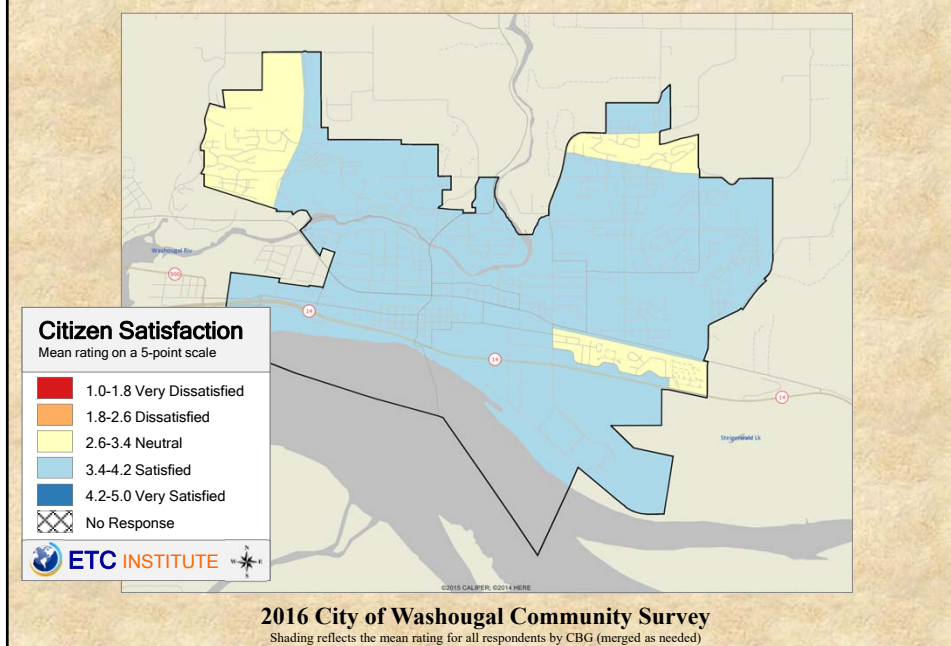 Washougal Riv
500
14
14
14
Steigerwald Lk
Citizen Satisfaction
Mean rating on a 5-point scale
1.0-1.8 Very Dissatisfied
1.8-2.6 Dissatisfied
2.6-3.4 Neutral
3.4-4.2 Satisfied
4.2-5.0 Very Satisfied
No Response
ETC INSTITUTE
N
W E
S
©2015 CALIPER; ©2014 HERE
2016 City of Washougal Community Survey
Shading reflects the mean rating for all respondents by CBG (merged as needed)